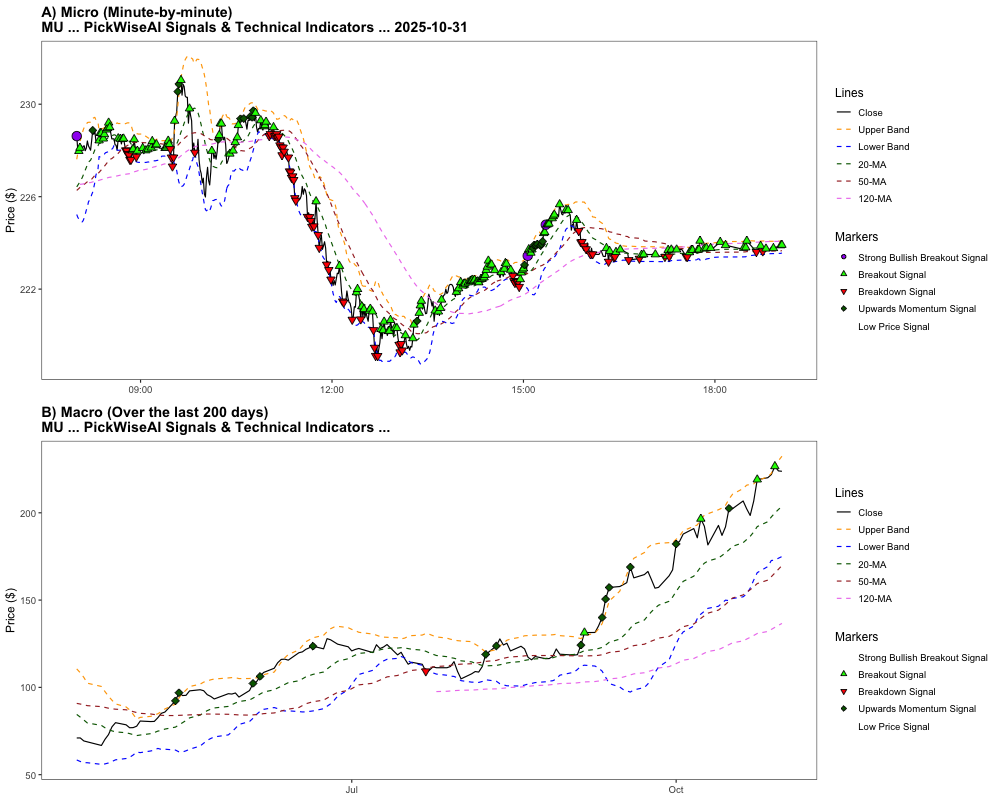 A) Micro (Minute-by-minute)
MU ... PickWiseAI Signals & Technical Indicators ... 2025-10-31
Price ($)
230
226
222
09:00
12:00
15:00
18:00
Lines
Close
Upper Band
Lower Band
20-MA
50-MA
120-MA
Markers
Strong Bullish Breakout Signal
Breakout Signal
Breakdown Signal
Upwards Momentum Signal
Low Price Signal
B) Macro (Over the last 200 days)
MU ... PickWiseAI Signals & Technical Indicators ...
Price ($)
200
150
100
50
Jul
Oct
Lines
Close
Upper Band
Lower Band
20-MA
50-MA
120-MA
Markers
Strong Bullish Breakout Signal
Breakout Signal
Breakdown Signal
Upwards Momentum Signal
Low Price Signal